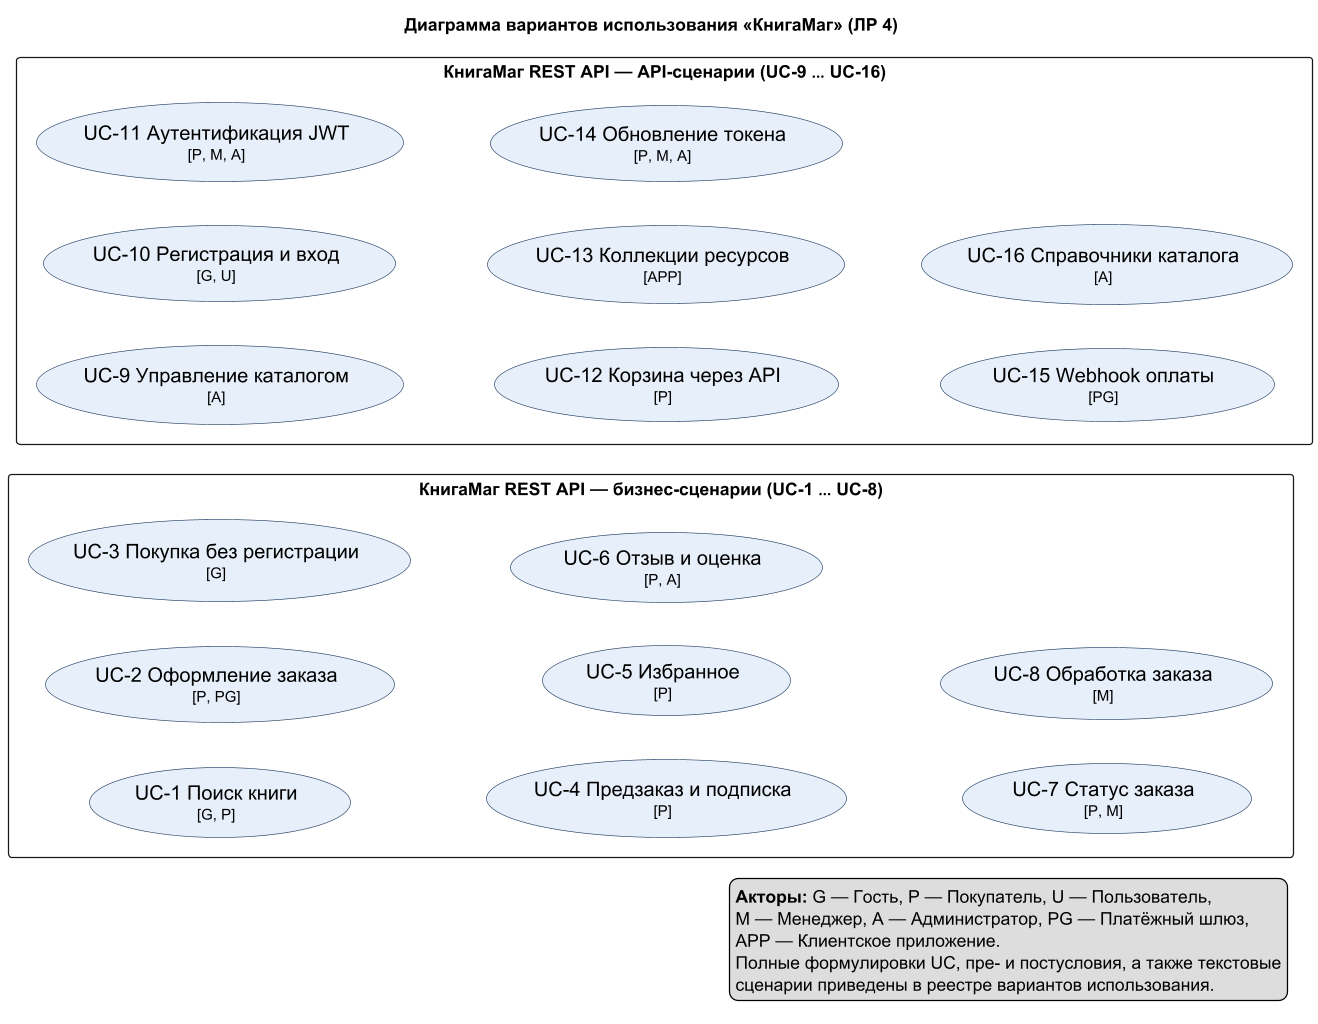 Диаграмма вариантов использования «КнигаМаг» (ЛР 4)
КнигаМаг REST API — API-сценарии (UC-9 ... UC-16)
UC-11 Аутентификация JWT
[P, M, A]
UC-14 Обновление токена
[P, M, A]
UC-10 Регистрация и вход
[G, U]
UC-13 Коллекции ресурсов
[APP]
UC-16 Справочники каталога
[A]
UC-9 Управление каталогом
[A]
UC-12 Корзина через API
[P]
UC-15 Webhook оплаты
[PG]
КнигаМаг REST API — бизнес-сценарии (UC-1 ... UC-8)
UC-3 Покупка без регистрации
[G]
UC-6 Отзыв и оценка
[P, A]
UC-2 Оформление заказа
[P, PG]
UC-5 Избранное
[P]
UC-8 Обработка заказа
[M]
UC-1 Поиск книги
[G, P]
UC-4 Предзаказ и подписка
[P]
UC-7 Статус заказа
[P, M]
Акторы: G — Гость, P — Покупатель, U — Пользователь,
M — Менеджер, A — Администратор, PG — Платёжный шлюз,
APP — Клиентское приложение.
Полные формулировки UC, пре- и постусловия, а также текстовые
сценарии приведены в реестре вариантов использования.